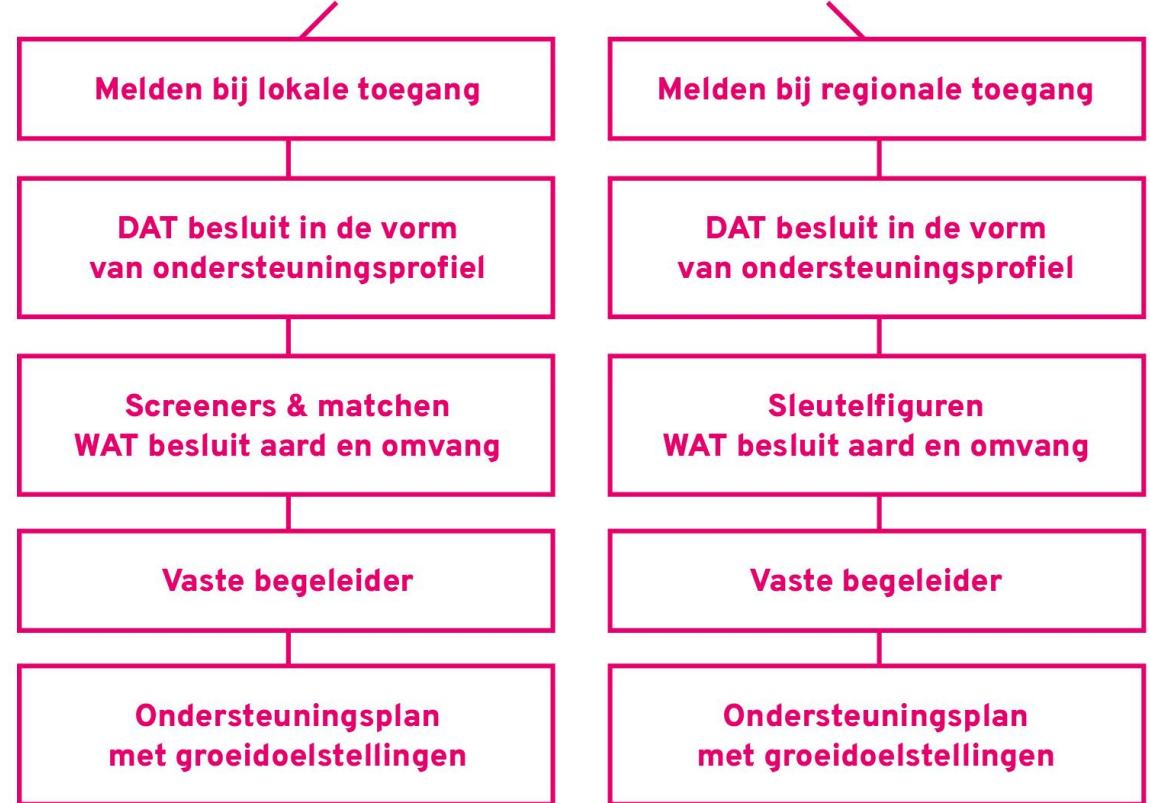 Melden bij lokale toegang
DAT besluit in de vorm
van ondersteuningsprofiel
Screeners & matchen
WAT besluit aard en omvang
Vaste begeleider
Ondersteuningsplan
met groeidoelstellingen
Melden bij regionale toegang
DAT besluit in de vorm
van ondersteuningsprofiel
Sleutelfiguren
WAT besluit aard en omvang
Vaste begeleider
Ondersteuningsplan
met groeidoelstellingen